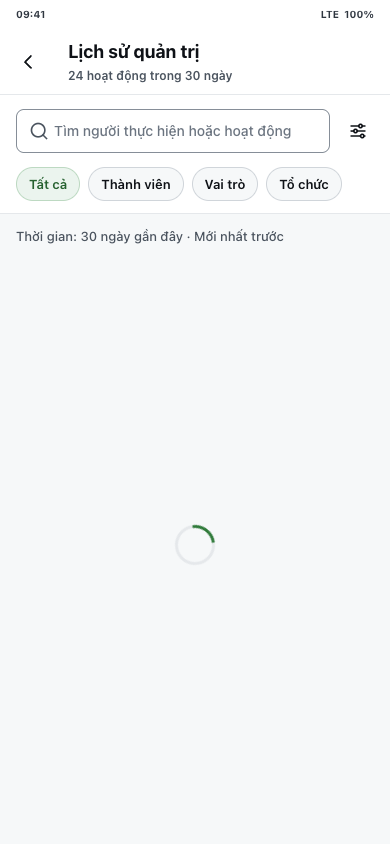 09:41
LTE 100%
Lịch sử quản trị
24 hoạt động trong 30 ngày
Tìm người thực hiện hoặc hoạt động
Tất cả
Thành viên
Vai trò
Tổ chức
Thời gian: 30 ngày gần đây · Mới nhất trước